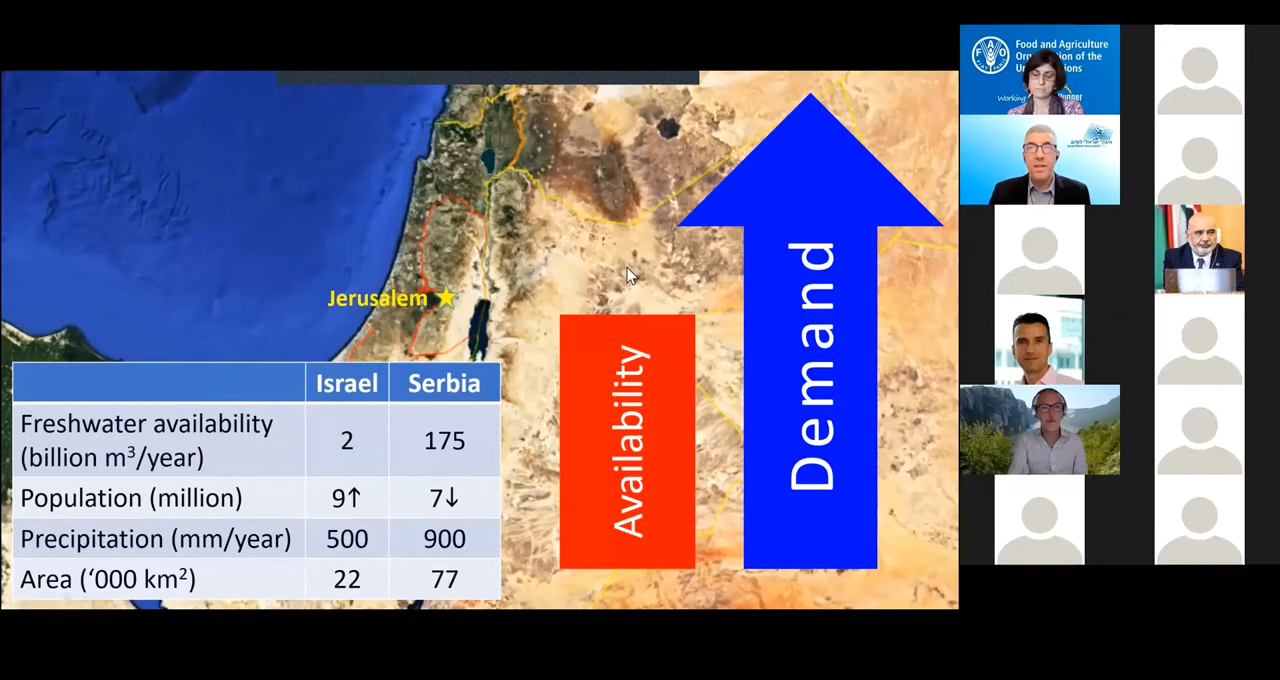 Jerusalem
Israel Serbia
Freshwater availability
(billion m³/year) 2 175
Population (million) 9↑ 7↓
Precipitation (mm/year) 500 900
Area (‘000 km²) 22 77
Availability
Demand
Food and Agriculture
Organization of the
United Nations
Working
F A O